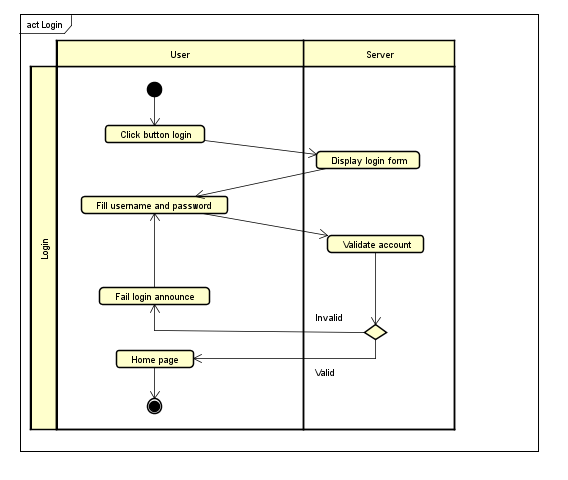 act Login
User
Server
Login
Click button login
Display login form
Fill username and password
Validate account
Fail login announce
Invalid
Home page
Valid